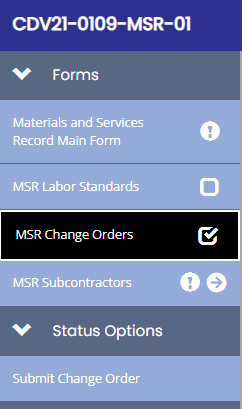 CDV21-0109-MSR-01
Forms
Materials and Services
Record Main Form
MSR Labor Standards
MSR Change Orders
MSR Subcontractors
Status Options
Submit Change Order